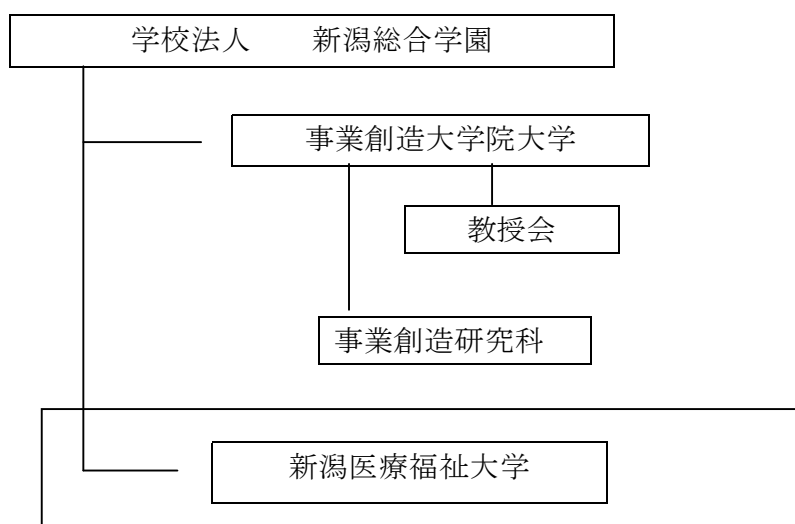 学校法人　　新潟総合学園
事業創造大学院大学
教授会
事業創造研究科
新潟医療福祉大学